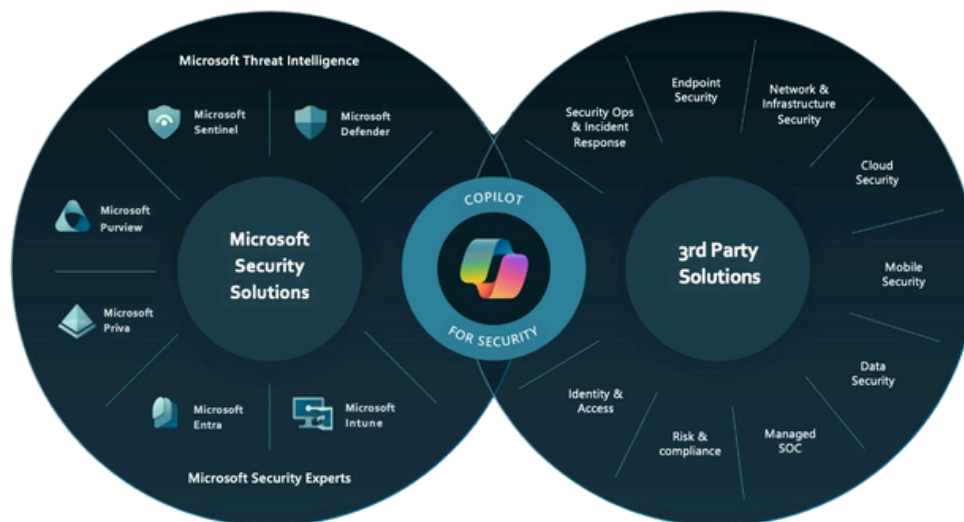 Microsoft Threat Intelligence
Microsoft
Sentinel
Microsoft
Defender
Microsoft
Purview
Microsoft
Security
Solutions
Microsoft
Priva
Microsoft
Entra
Microsoft
Intune
Microsoft Security Experts
COPILOT
FOR SECURITY
Security Ops
& Incident
Response
Endpoint
Security
Network &
Infrastructure
Security
Cloud
Security
3rd Party
Solutions
Mobile
Security
Data
Security
Identity &
Access
Risk &
compliance
Managed
SOC